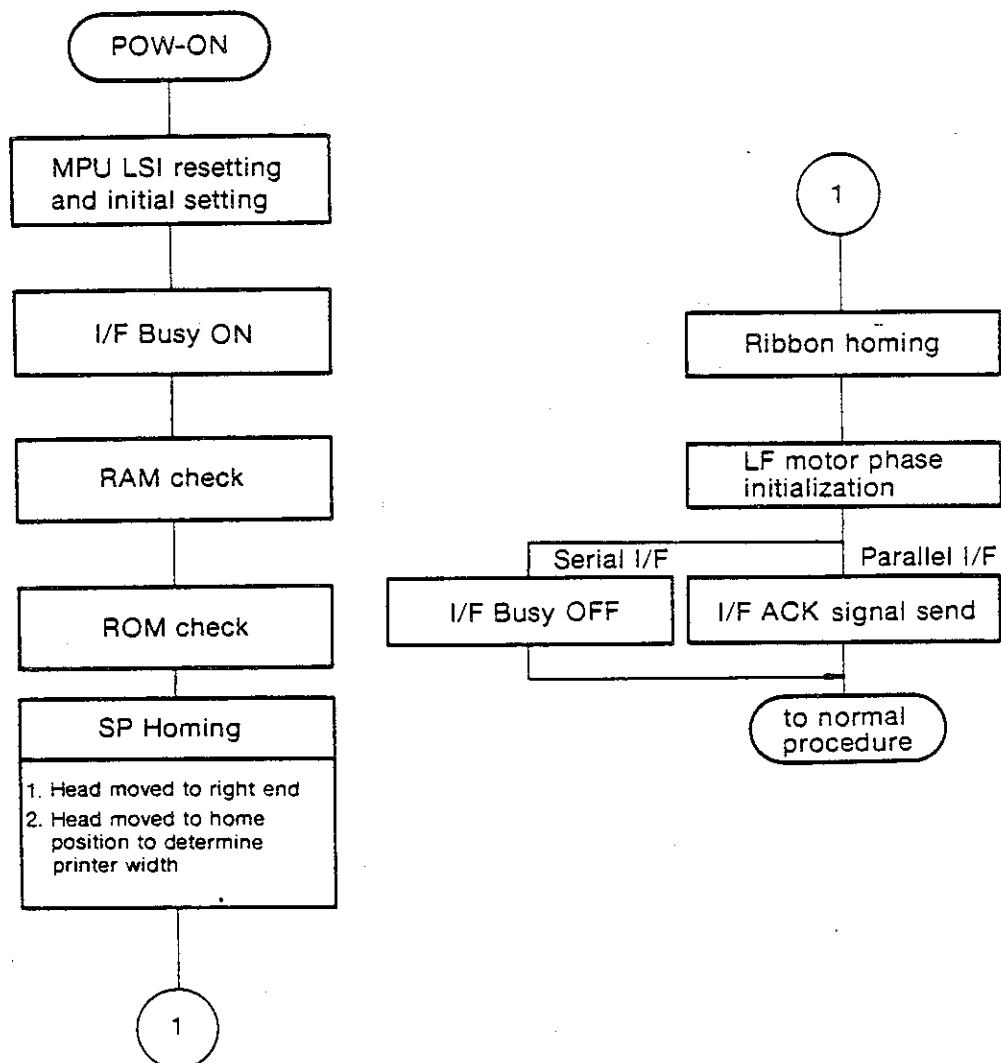 POW-ON
MPU LSI resetting
and initial setting
I/F Busy ON
RAM check
ROM check
SP Homing
1. Head moved to right end
2. Head moved to home
position to determine
printer width
1
1
Ribbon homing
LF motor phase
initialization
Serial I/F
Parallel I/F
I/F Busy OFF
I/F ACK signal send
to normal
procedure